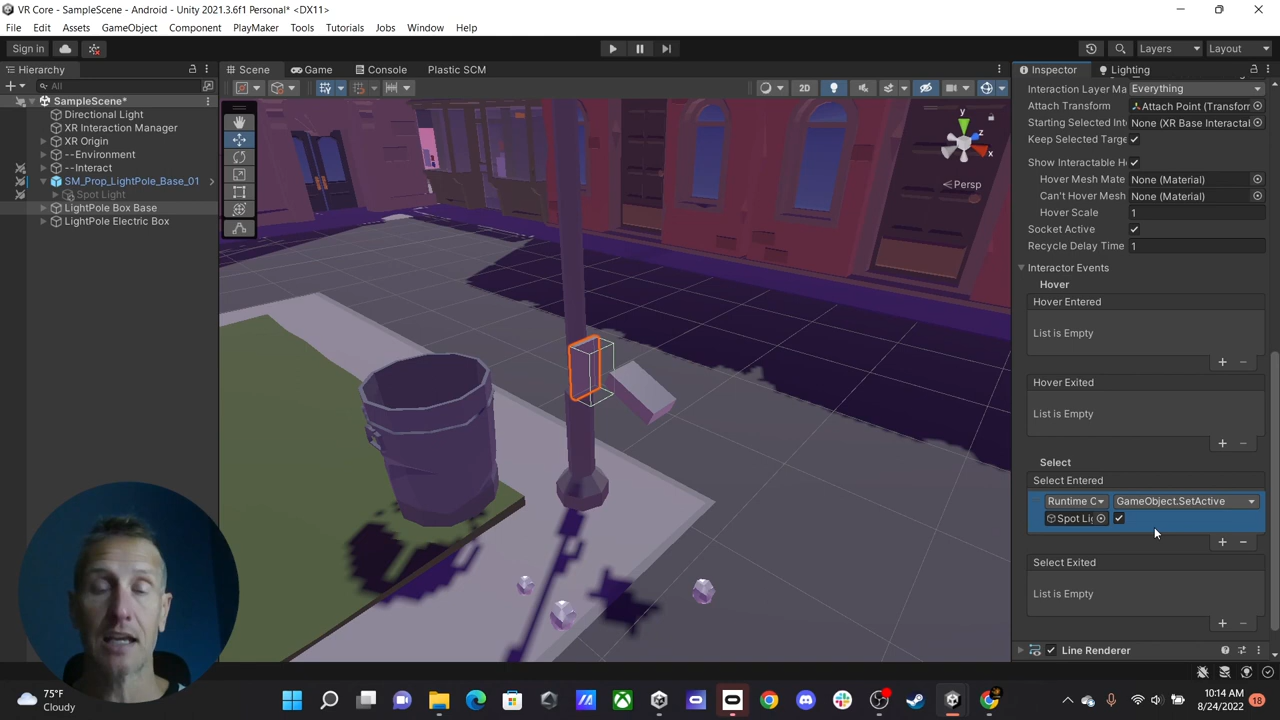 VR Core - SampleScene - Android - Unity 2021.3.6f1 Personal* <DX11>
File Edit Assets GameObject Component PlayMaker Tools Tutorials Jobs Window Help
Sign in
Layers
Layout
Hierarchy
Scene
Game
Console
Plastic SCM
Inspector
Lighting
All
2D
SampleScene*
Directional Light
XR Interaction Manager
XR Origin
--Environment
--Interact
SM_Prop_LightPole_Base_01
Spot Light
LightPole Box Base
LightPole Electric Box
y
z
x
Persp
Interaction Layer Ma Everything
Attach Transform Attach Point (Transforr
Starting Selected Int None (XR Base Interactal
Keep Selected Targe
Show Interactable H
Hover Mesh Mate None (Material)
Can't Hover Mesh None (Material)
Hover Scale 1
Socket Active
Recycle Delay Time 1
Interactor Events
Hover
Hover Entered
List is Empty
Hover Exited
List is Empty
Select
Select Entered
Runtime C GameObject.SetActive
Spot Li
Select Exited
List is Empty
Line Renderer
75°F
Cloudy
10:14 AM
8/24/2022
18